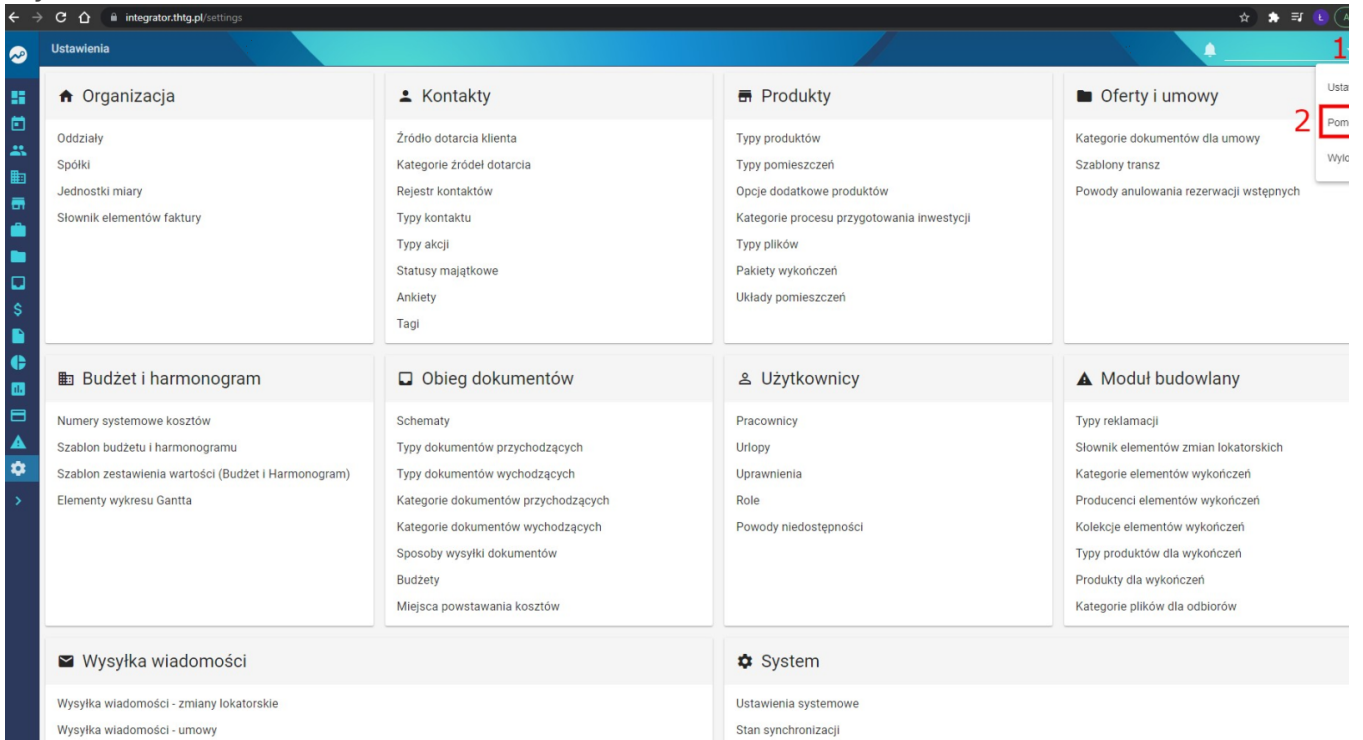 integrator.thtg.pl/settings
L
Ustawienia
1
Organizacja
Oddziały
Spółki
Jednostki miary
Słownik elementów faktury
Kontakty
Źródło dotarcia klienta
Kategorie źródeł dotarcia
Rejestr kontaktów
Typy kontaktu
Typy akcji
Statusy majątkowe
Ankiety
Tagi
Produkty
Typy produktów
Typy pomieszczeń
Opcje dodatkowe produktów
Kategorie procesu przygotowania inwestycji
Typy plików
Pakiety wykończeń
Układy pomieszczeń
Oferty i umowy
Kategorie dokumentów dla umowy
Szablony transz
Powody anulowania rezerwacji wstępnych
2
Budżet i harmonogram
Numery systemowe kosztów
Szablon budżetu i harmonogramu
Szablon zestawienia wartości (Budżet i Harmonogram)
Elementy wykresu Gantta
Obieg dokumentów
Schematy
Typy dokumentów przychodzących
Typy dokumentów wychodzących
Kategorie dokumentów przychodzących
Kategorie dokumentów wychodzących
Sposoby wysyłki dokumentów
Budżety
Miejsca powstawania kosztów
Użytkownicy
Pracownicy
Urlopy
Uprawnienia
Role
Powody niedostępności
Moduł budowlany
Typy reklamacji
Słownik elementów zmian lokatorskich
Kategorie elementów wykończeń
Producenci elementów wykończeń
Kolekcje elementów wykończeń
Typy produktów dla wykończeń
Produkty dla wykończeń
Kategorie plików dla odbiorów
Wysyłka wiadomości
Wysyłka wiadomości - zmiany lokatorskie
Wysyłka wiadomości - umowy
System
Ustawienia systemowe
Stan synchronizacji